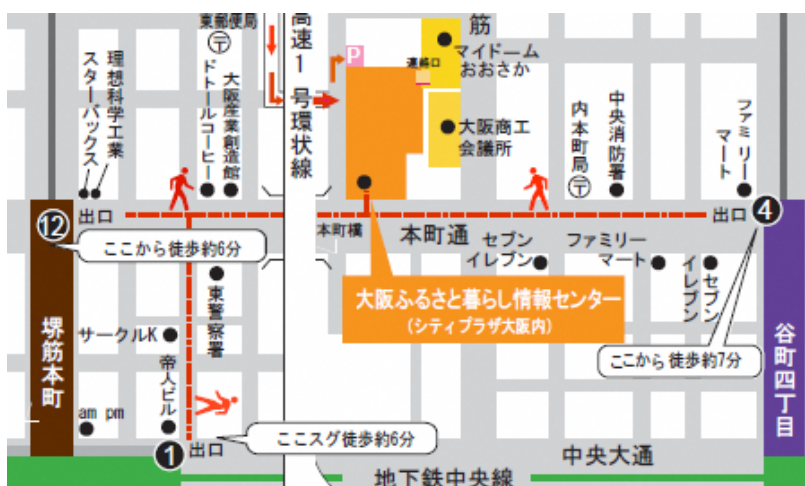 東郵便局
〒
高速1号環状線
筋
P
連絡口
マイドーム
おおさか
理想科学工業
スターバックス
ドトールコーヒー
大阪産業創造館
大阪商工
会議所
内本町局
〒
中央消防署
ファミリー
マート
12
出口
出口
4
ここから徒歩約6分
本町橋
本町通
セブン
イレブン
ファミリー
マート
セブン
イレブン
東警察署
大阪ふるさと暮らし情報センター
(シティプラザ大阪内)
堺筋本町
サークルK
帝人ビル
ここから徒歩約7分
谷町四丁目
am pm
1
出口
ここスグ徒歩約6分
中央大通
地下鉄中央線